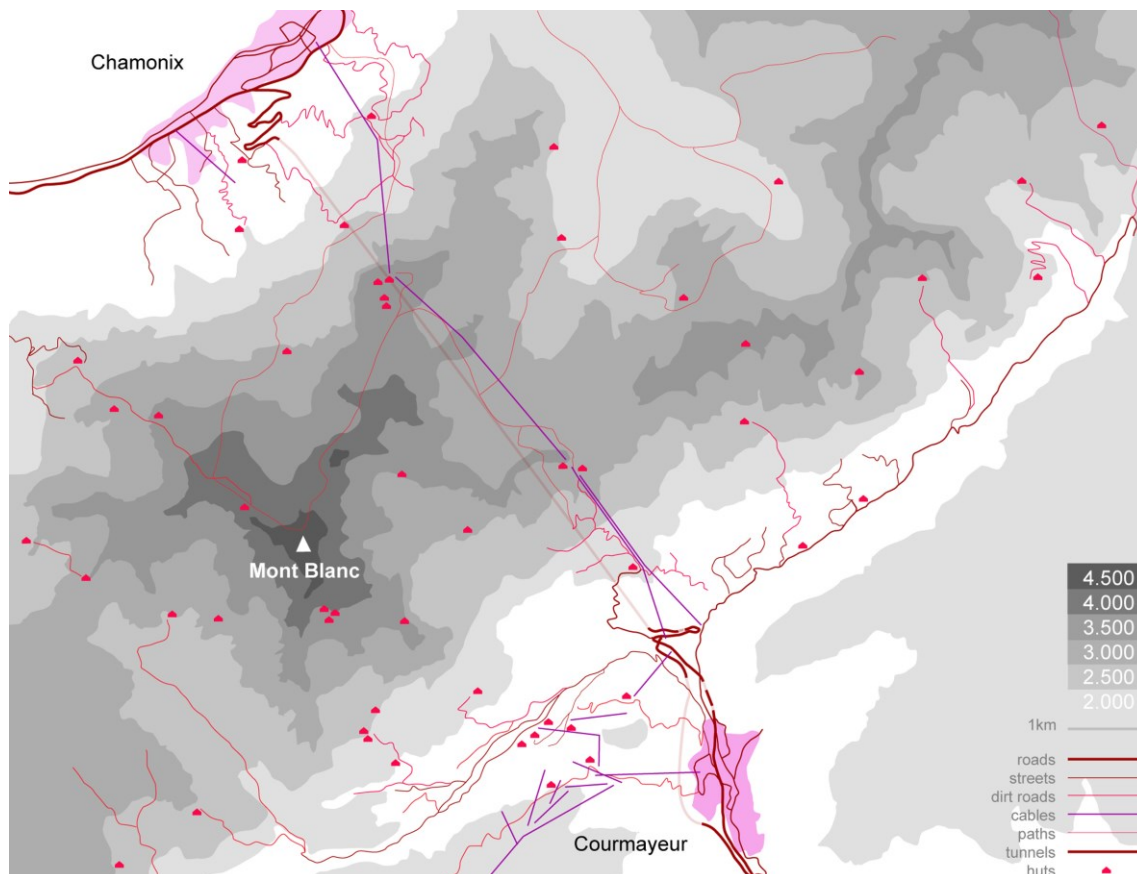 Chamonix
Mont Blanc
Courmayeur
4.500
4.000
3.500
3.000
2.500
2.000
1km
roads
streets
dirt roads
cables
paths
tunnels
huts